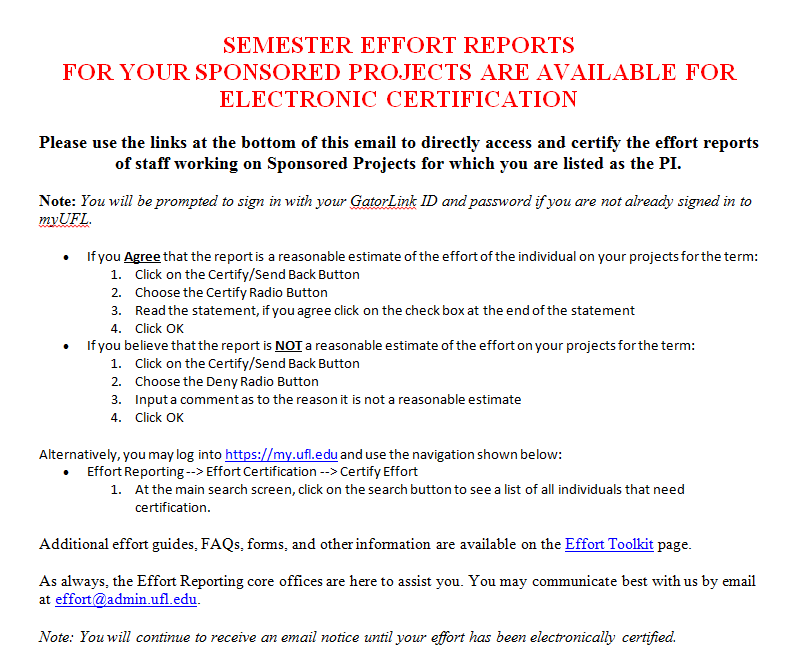 SEMESTER EFFORT REPORTS
FOR YOUR SPONSORED PROJECTS ARE AVAILABLE FOR
ELECTRONIC CERTIFICATION
Please use the links at the bottom of this email to directly access and certify the effort reports
of staff working on Sponsored Projects for which you are listed as the PI.
Note: You will be prompted to sign in with your GatorLink ID and password if you are not already signed in to
myUFL.
• If you Agree that the report is a reasonable estimate of the effort of the individual on your projects for the term:
1. Click on the Certify/Send Back Button
2. Choose the Certify Radio Button
3. Read the statement, if you agree click on the check box at the end of the statement
4. Click OK
• If you believe that the report is NOT a reasonable estimate of the effort on your projects for the term:
1. Click on the Certify/Send Back Button
2. Choose the Deny Radio Button
3. Input a comment as to the reason it is not a reasonable estimate
4. Click OK
Alternatively, you may log into https://my.ufl.edu and use the navigation shown below:
• Effort Reporting --> Effort Certification --> Certify Effort
1. At the main search screen, click on the search button to see a list of all individuals that need
certification.
Additional effort guides, FAQs, forms, and other information are available on the Effort Toolkit page.
As always, the Effort Reporting core offices are here to assist you. You may communicate best with us by email
at effort@admin.ufl.edu.
Note: You will continue to receive an email notice until your effort has been electronically certified.